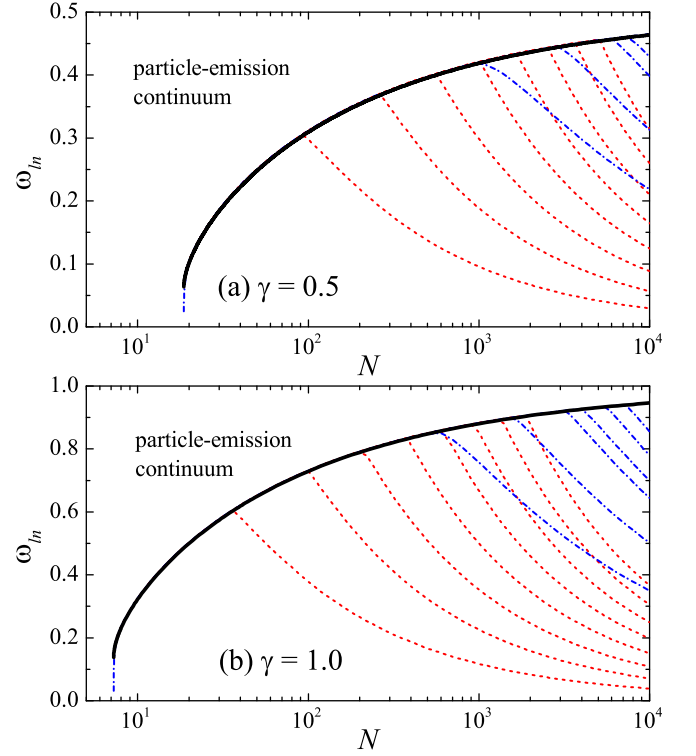 0.5
particle-emission
continuum
0.4
0.3
ω_ln
0.2
0.1
(a) γ = 0.5
0.0
10^1 10^2 10^3 10^4
N
1.0
particle-emission
continuum
0.8
0.6
ω_ln
0.4
0.2
(b) γ = 1.0
0.0
10^1 10^2 10^3 10^4
N